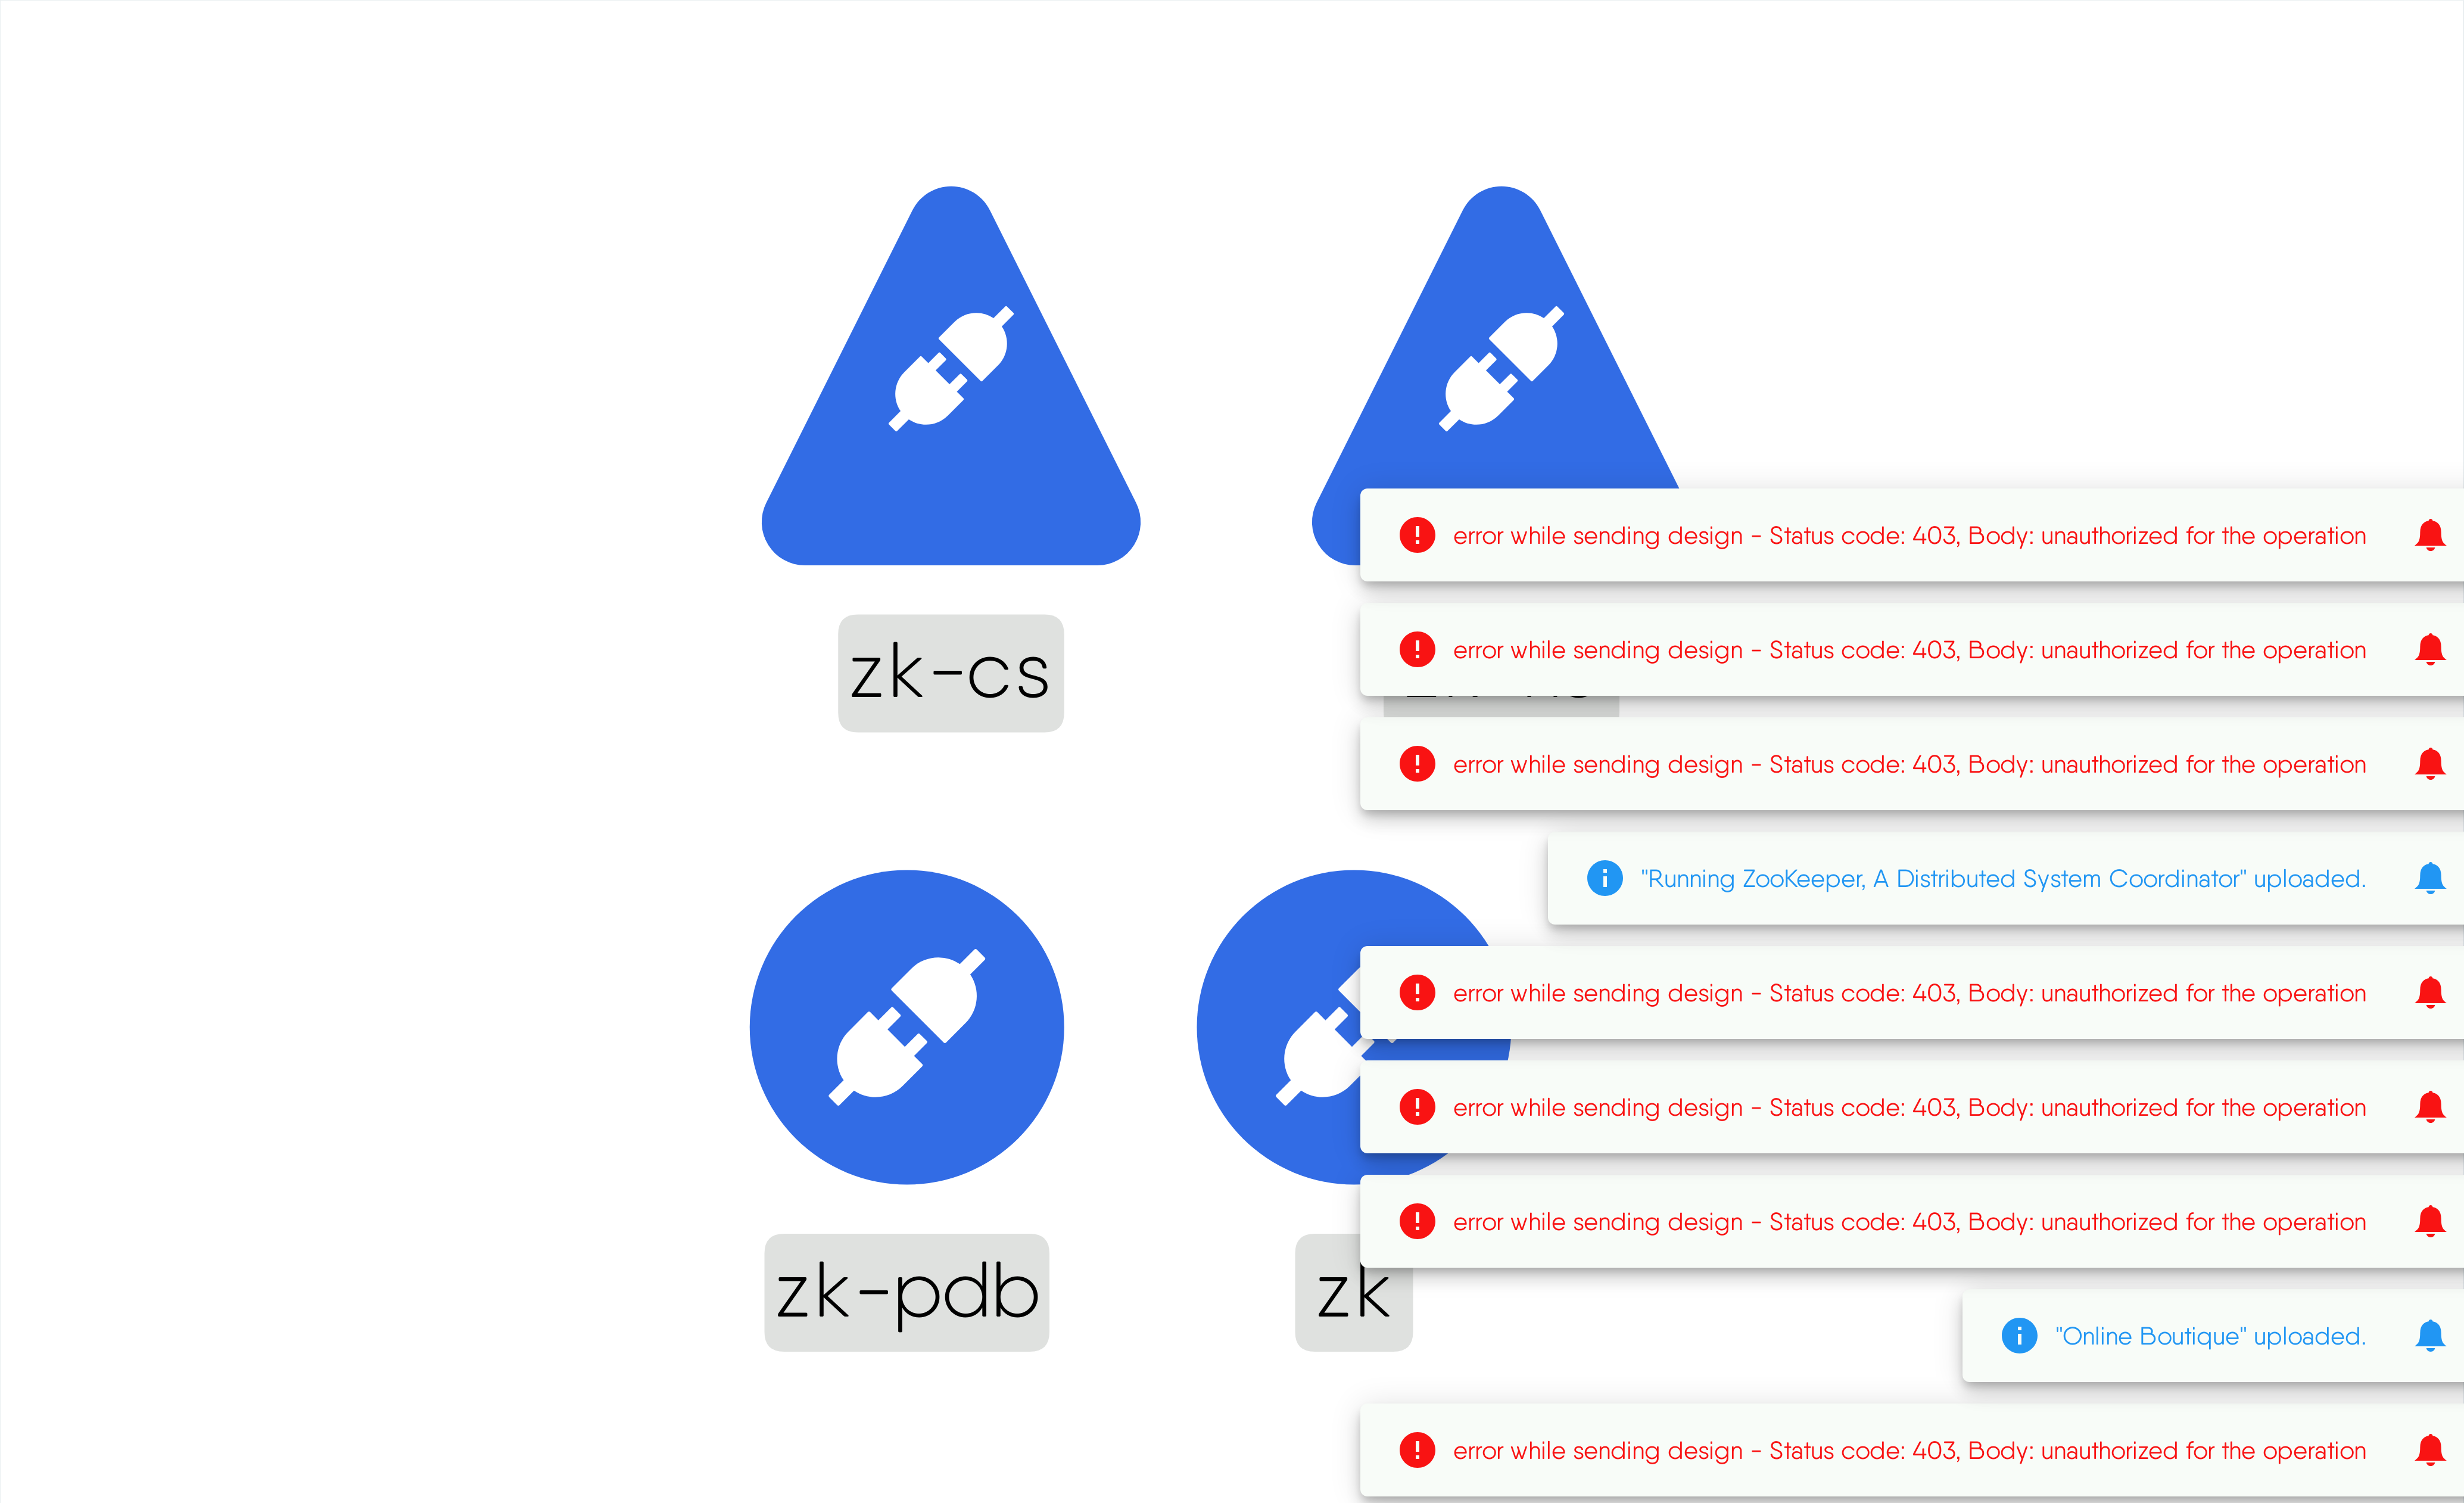 error while sending design - Status code: 403, Body: unauthorized for the operation
zk-cs
error while sending design - Status code: 403, Body: unauthorized for the operation
error while sending design - Status code: 403, Body: unauthorized for the operation
"Running ZooKeeper, A Distributed System Coordinator" uploaded.
error while sending design - Status code: 403, Body: unauthorized for the operation
error while sending design - Status code: 403, Body: unauthorized for the operation
error while sending design - Status code: 403, Body: unauthorized for the operation
zk-pdb
zk
"Online Boutique" uploaded.
error while sending design - Status code: 403, Body: unauthorized for the operation